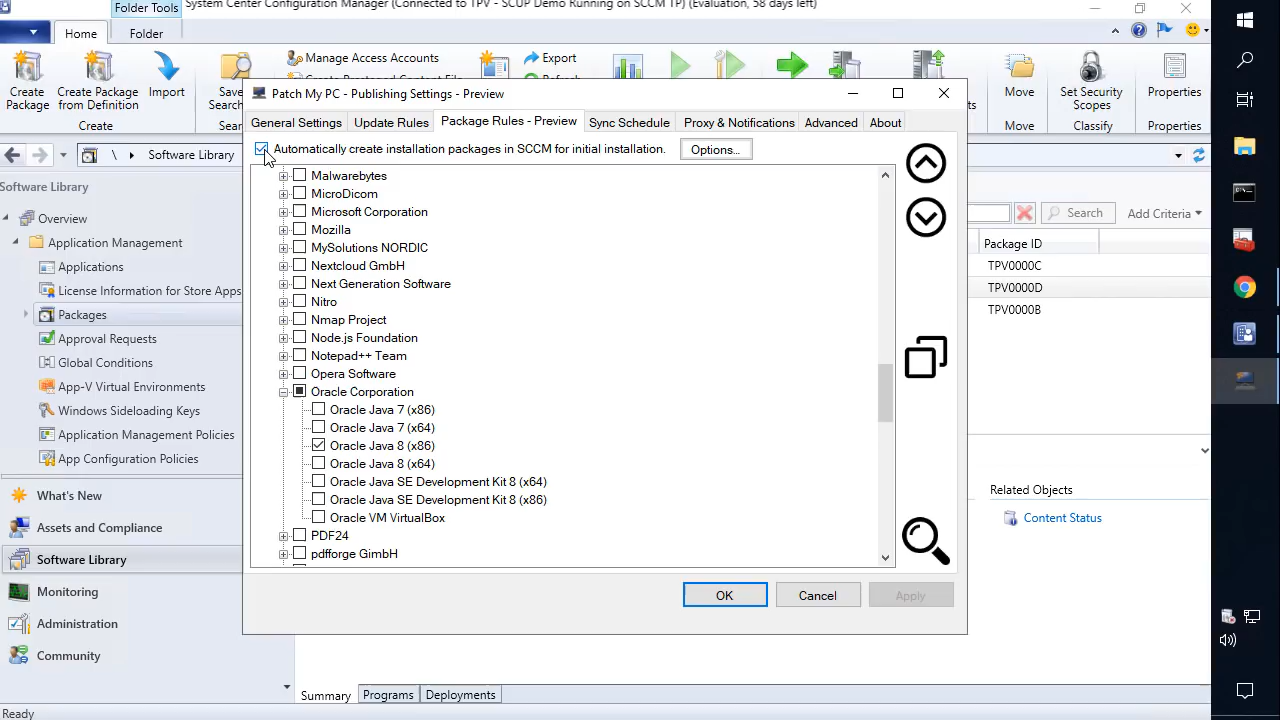 Folder Tools
System Center Configuration Manager (Connected to TPV - SCUP Demo Running on SCCM TP) (Evaluation, 58 days left)
Home
Folder
Create Package
Create Package from Definition
Import
Create
Manage Access Accounts
Export
Move
Set Security Scopes
Properties
Move
Classify
Properties
\ Software Library
Patch My PC - Publishing Settings - Preview
General Settings
Update Rules
Package Rules - Preview
Sync Schedule
Proxy & Notifications
Advanced
About
Automatically create installation packages in SCCM for initial installation.
Options...
Malwarebytes
MicroDicom
Microsoft Corporation
Mozilla
MySolutions NORDIC
Nextcloud GmbH
Next Generation Software
Nitro
Nmap Project
Node.js Foundation
Notepad++ Team
Opera Software
Oracle Corporation
Oracle Java 7 (x86)
Oracle Java 7 (x64)
Oracle Java 8 (x86)
Oracle Java 8 (x64)
Oracle Java SE Development Kit 8 (x64)
Oracle Java SE Development Kit 8 (x86)
Oracle VM VirtualBox
PDF24
pdfforge GimbH
OK
Cancel
Apply
Software Library
Overview
Application Management
Applications
License Information for Store Apps
Packages
Approval Requests
Global Conditions
App-V Virtual Environments
Windows Sideloading Keys
Application Management Policies
App Configuration Policies
What's New
Assets and Compliance
Software Library
Monitoring
Administration
Community
Search
Add Criteria
Package ID
TPV0000C
TPV0000D
TPV0000B
Related Objects
Content Status
Summary
Programs
Deployments
Ready